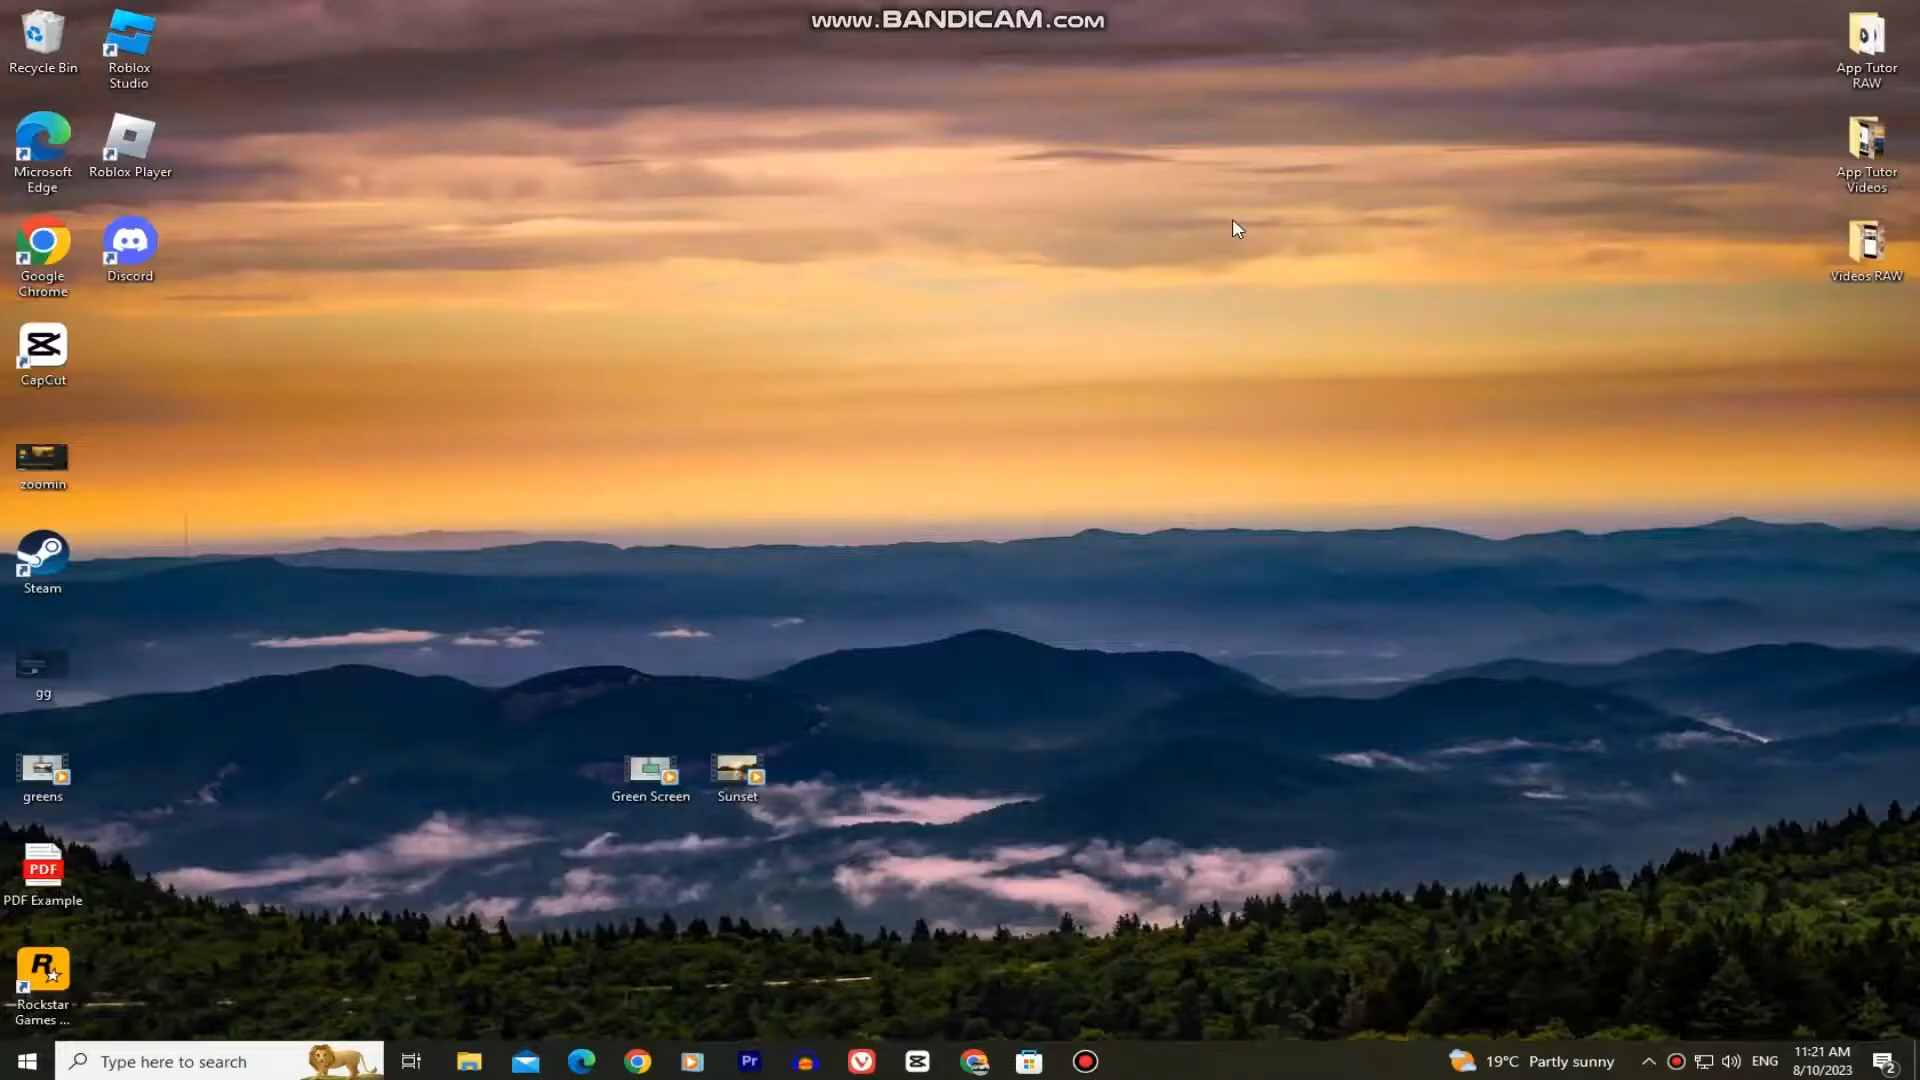 www.BANDICAM.com
Recycle Bin
Roblox
Studio
Microsoft
Edge
Roblox Player
Google
Chrome
Discord
CapCut
zoomin
Steam
gg
greens
PDF
PDF Example
Rockstar
Games ...
Green Screen
Sunset
App Tutor
RAW
App Tutor
Videos
Videos RAW
Type here to search
Pr
19°C Partly sunny
ENG
11:21 AM
8/10/2023
2